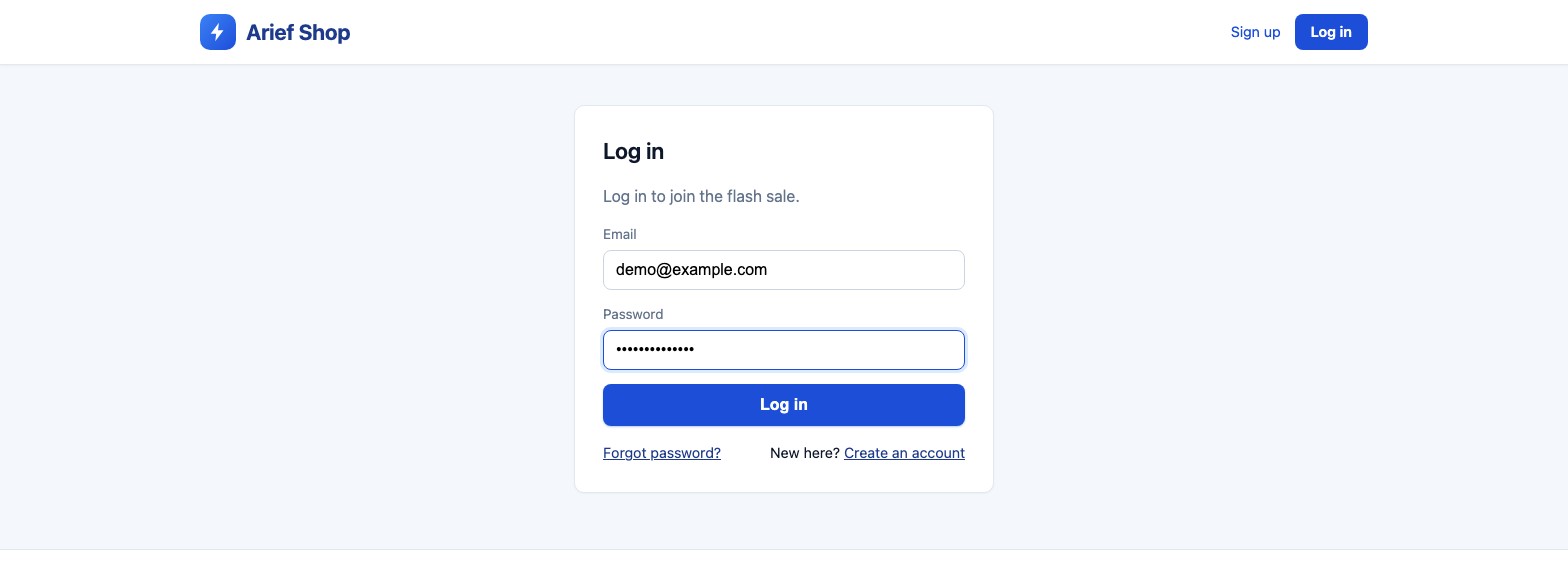 Arief Shop
Sign up
Log in
Log in
Log in to join the flash sale.
Email
demo@example.com
Password
••••••••••••••
Log in
Forgot password?
New here? Create an account